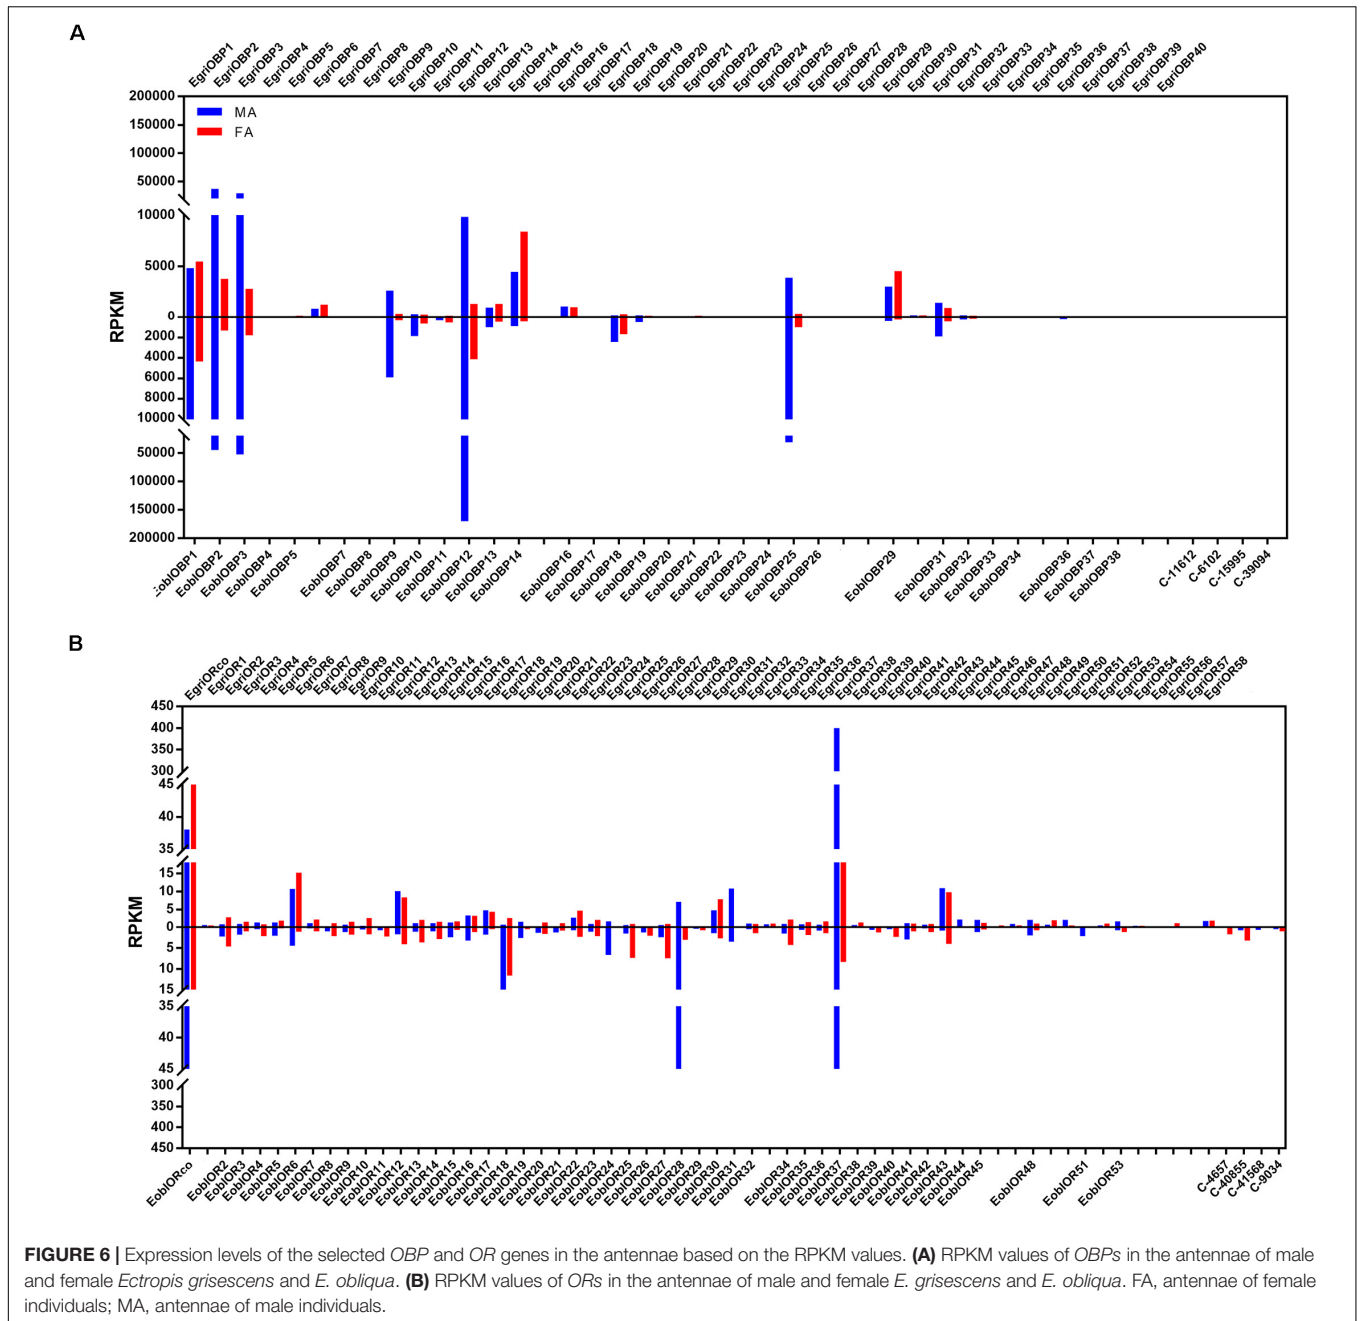 A
EgriOBP1 EgriOBP2 EgriOBP3 EgriOBP4 EgriOBP5 EgriOBP6 EgriOBP7 EgriOBP8 EgriOBP9 EgriOBP10 EgriOBP11 EgriOBP12 EgriOBP13 EgriOBP14 EgriOBP15 EgriOBP16 EgriOBP17 EgriOBP18 EgriOBP19 EgriOBP20 EgriOBP21 EgriOBP22 EgriOBP23 EgriOBP24 EgriOBP25 EgriOBP26 EgriOBP27 EgriOBP28 EgriOBP29 EgriOBP30 EgriOBP31 EgriOBP32 EgriOBP33 EgriOBP34 EgriOBP35 EgriOBP36 EgriOBP37 EgriOBP38 EgriOBP39 EgriOBP40
MA
FA
RPKM
200000
150000
100000
50000
10000
5000
0
2000
4000
6000
8000
10000
50000
100000
150000
200000
EoblOBP1 EoblOBP2 EoblOBP3 EoblOBP4 EoblOBP5 EoblOBP7 EoblOBP8 EoblOBP9 EoblOBP10 EoblOBP11 EoblOBP12 EoblOBP13 EoblOBP14 EoblOBP16 EoblOBP17 EoblOBP18 EoblOBP19 EoblOBP20 EoblOBP21 EoblOBP22 EoblOBP23 EoblOBP24 EoblOBP25 EoblOBP26 EoblOBP29 EoblOBP31 EoblOBP32 EoblOBP33 EoblOBP34 EoblOBP36 EoblOBP37 EoblOBP38 C-11612 C-6102 C-15995 C-39094
B
EgriORco EgriOR1 EgriOR2 EgriOR3 EgriOR4 EgriOR5 EgriOR6 EgriOR7 EgriOR8 EgriOR9 EgriOR10 EgriOR11 EgriOR12 EgriOR13 EgriOR14 EgriOR15 EgriOR16 EgriOR17 EgriOR18 EgriOR19 EgriOR20 EgriOR21 EgriOR22 EgriOR23 EgriOR24 EgriOR25 EgriOR26 EgriOR27 EgriOR28 EgriOR29 EgriOR30 EgriOR31 EgriOR32 EgriOR33 EgriOR34 EgriOR35 EgriOR36 EgriOR37 EgriOR38 EgriOR39 EgriOR40 EgriOR41 EgriOR42 EgriOR43 EgriOR44 EgriOR45 EgriOR46 EgriOR47 EgriOR48 EgriOR49 EgriOR50 EgriOR51 EgriOR52 EgriOR53 EgriOR54 EgriOR55 EgriOR56 EgriOR57 EgriOR58
RPKM
450
400
350
300
45
40
35
15
10
5
0
5
10
15
35
40
45
300
350
400
450
EoblORco EoblOR2 EoblOR3 EoblOR4 EoblOR5 EoblOR6 EoblOR7 EoblOR8 EoblOR9 EoblOR10 EoblOR11 EoblOR12 EoblOR13 EoblOR14 EoblOR15 EoblOR16 EoblOR17 EoblOR18 EoblOR19 EoblOR20 EoblOR21 EoblOR22 EoblOR23 EoblOR24 EoblOR25 EoblOR26 EoblOR27 EoblOR28 EoblOR29 EoblOR30 EoblOR31 EoblOR32 EoblOR34 EoblOR35 EoblOR36 EoblOR37 EoblOR38 EoblOR39 EoblOR40 EoblOR41 EoblOR42 EoblOR43 EoblOR44 EoblOR45 EoblOR48 EoblOR51 EoblOR53 C-4657 C-40855 C-41568 C-9034
FIGURE 6 | Expression levels of the selected OBP and OR genes in the antennae based on the RPKM values. (A) RPKM values of OBPs in the antennae of male
and female Ectropis grisescens and E. obliqua. (B) RPKM values of ORs in the antennae of male and female E. grisescens and E. obliqua. FA, antennae of female
individuals; MA, antennae of male individuals.